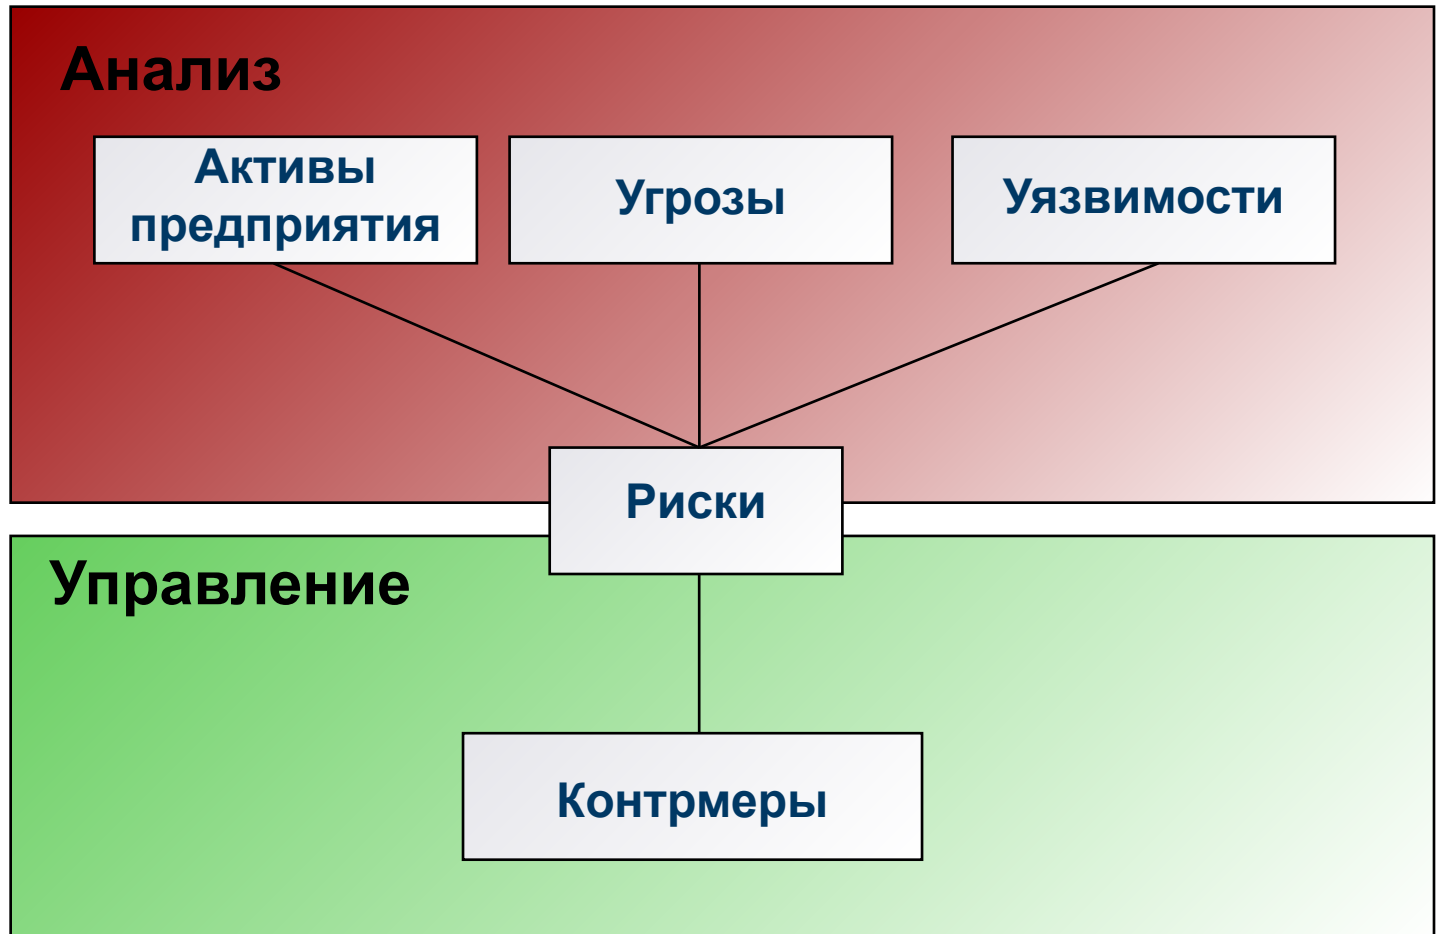 Анализ
Активы
предприятия
Угрозы
Уязвимости
Риски
Управление
Контрмеры